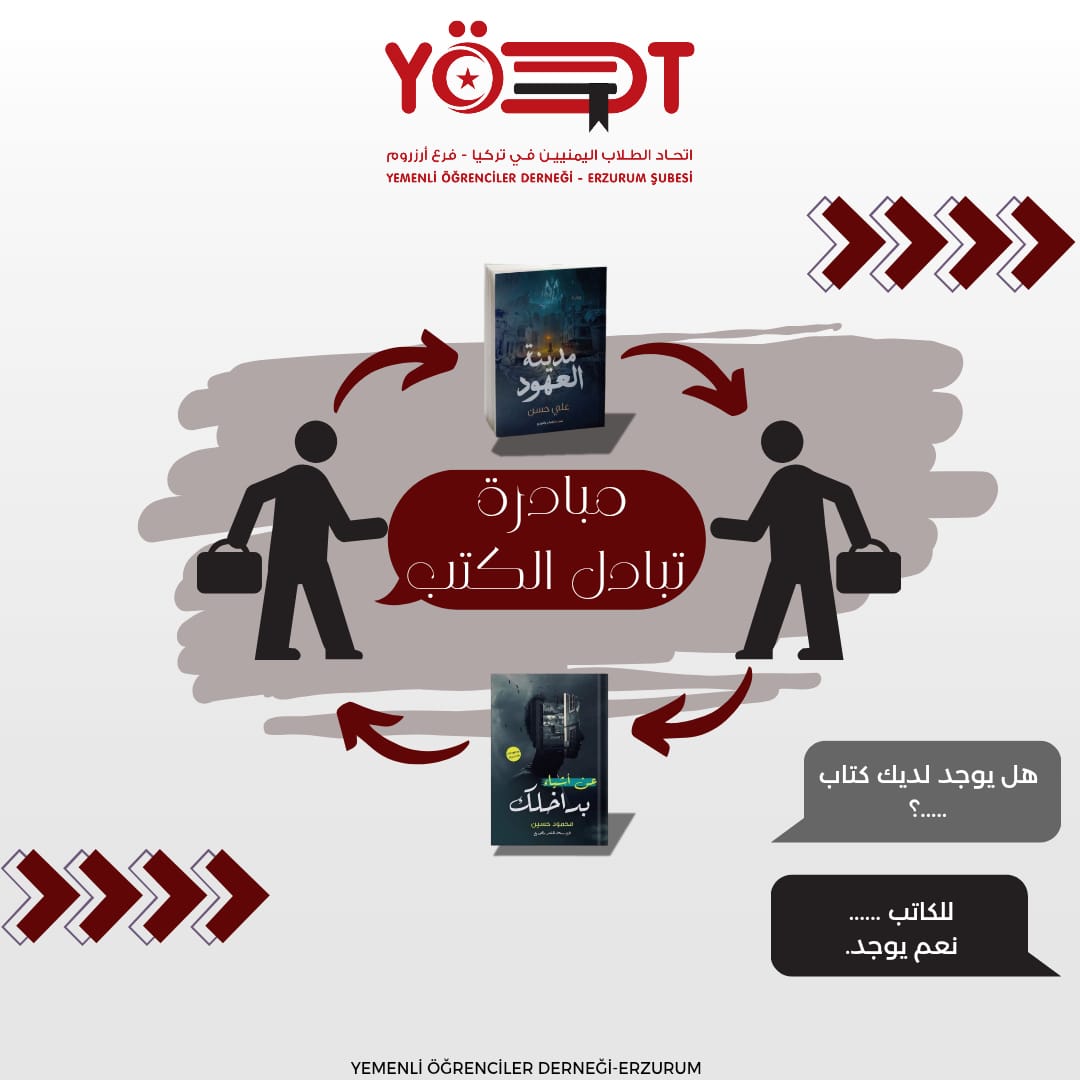 YÖDT
اتحاد الطلاب اليمنيين في تركيا - فرع أرزروم
YEMENLİ ÖĞRENCİLER DERNEĞİ - ERZURUM ŞUBESİ
مدينة
العهود
علي حسن
مبادرة
تبادل الكتب
عن أشياء
بداخلك
محمود حسين
هل يوجد لديك كتاب
.....؟
للكاتب ......
نعم يوجد.
YEMENLİ ÖĞRENCİLER DERNEĞİ-ERZURUM